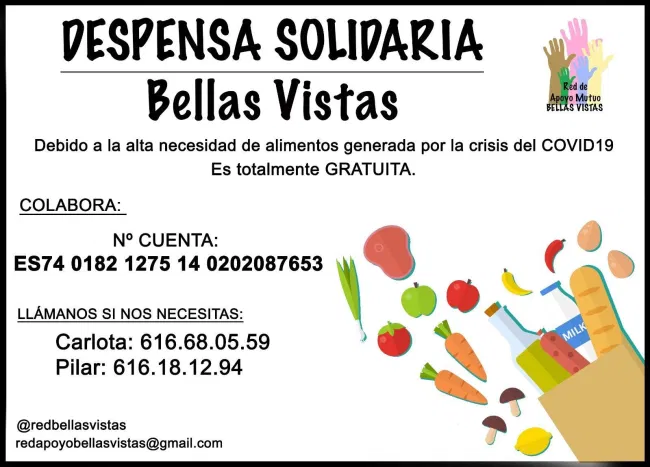 DESPENSA SOLIDARIA
Bellas Vistas
Red de
Apoyo Mutuo
BELLAS VISTAS
Debido a la alta necesidad de alimentos generada por la crisis del COVID19
Es totalmente GRATUITA.
COLABORA:
Nº CUENTA:
ES74 0182 1275 14 0202087653
LLÁMANOS SI NOS NECESITAS:
Carlota: 616.68.05.59
Pilar: 616.18.12.94
MILK
@redbellasvistas
redapoyobellasvistas@gmail.com